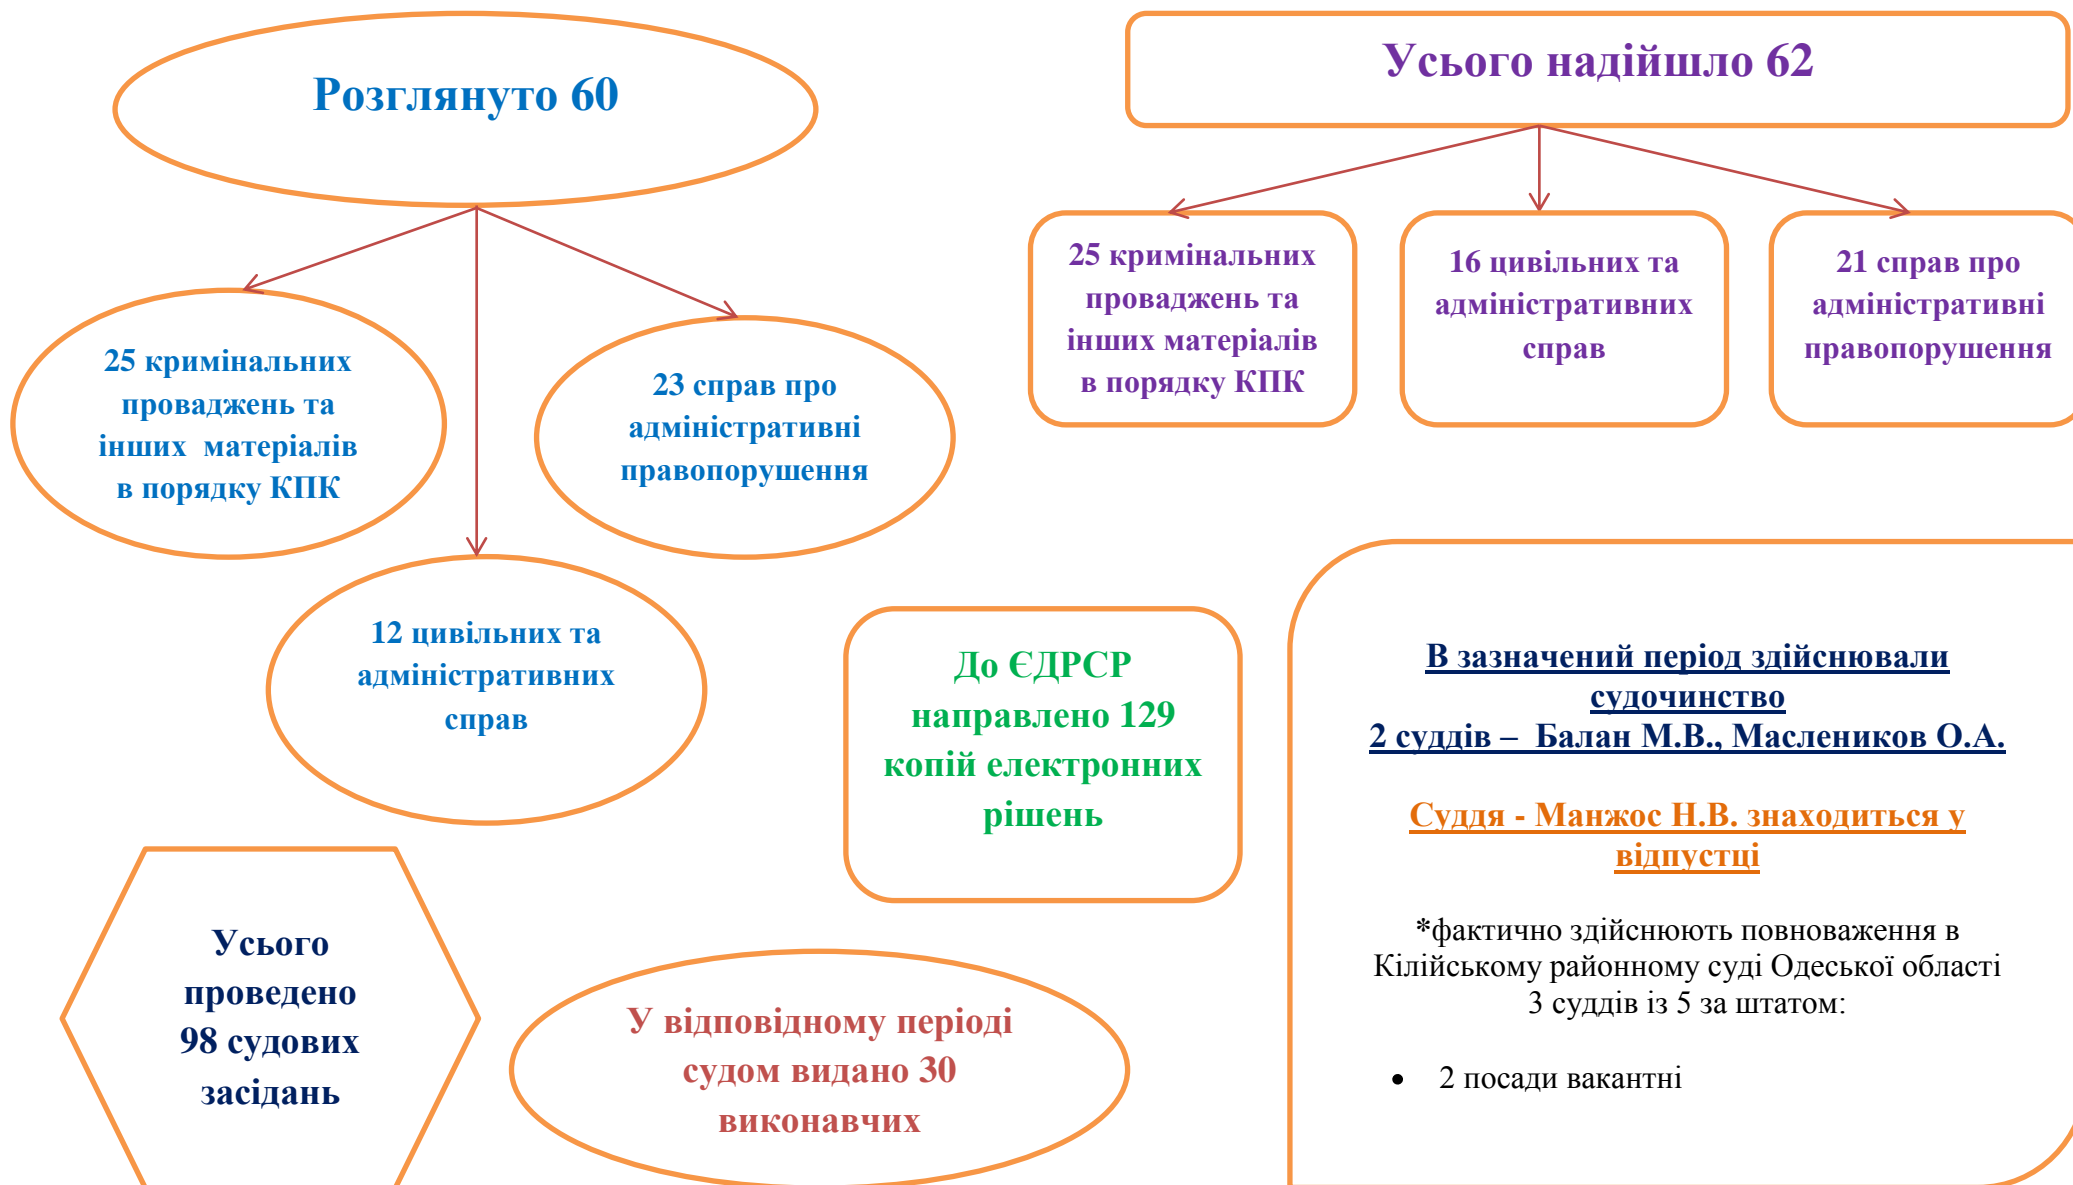 Розглянуто 60
25 кримінальних
проваджень та
інших матеріалів
в порядку КПК
23 справ про
адміністративні
правопорушення
12 цивільних та
адміністративних
справ
Усього надійшло 62
25 кримінальних
проваджень та
інших матеріалів
в порядку КПК
16 цивільних та
адміністративних
справ
21 справ про
адміністративні
правопорушення
До ЄДРСР
направлено 129
копій електронних
рішень
В зазначений період здійснювали
судочинство
2 суддів – Балан М.В., Маслеников О.А.
Суддя - Манжос Н.В. знаходиться у
відпустці
*фактично здійснюють повноваження в
Кілійському районному суді Одеської області
3 суддів із 5 за штатом:
• 2 посади вакантні
Усього
проведено
98 судових
засідань
У відповідному періоді
судом видано 30
виконавчих